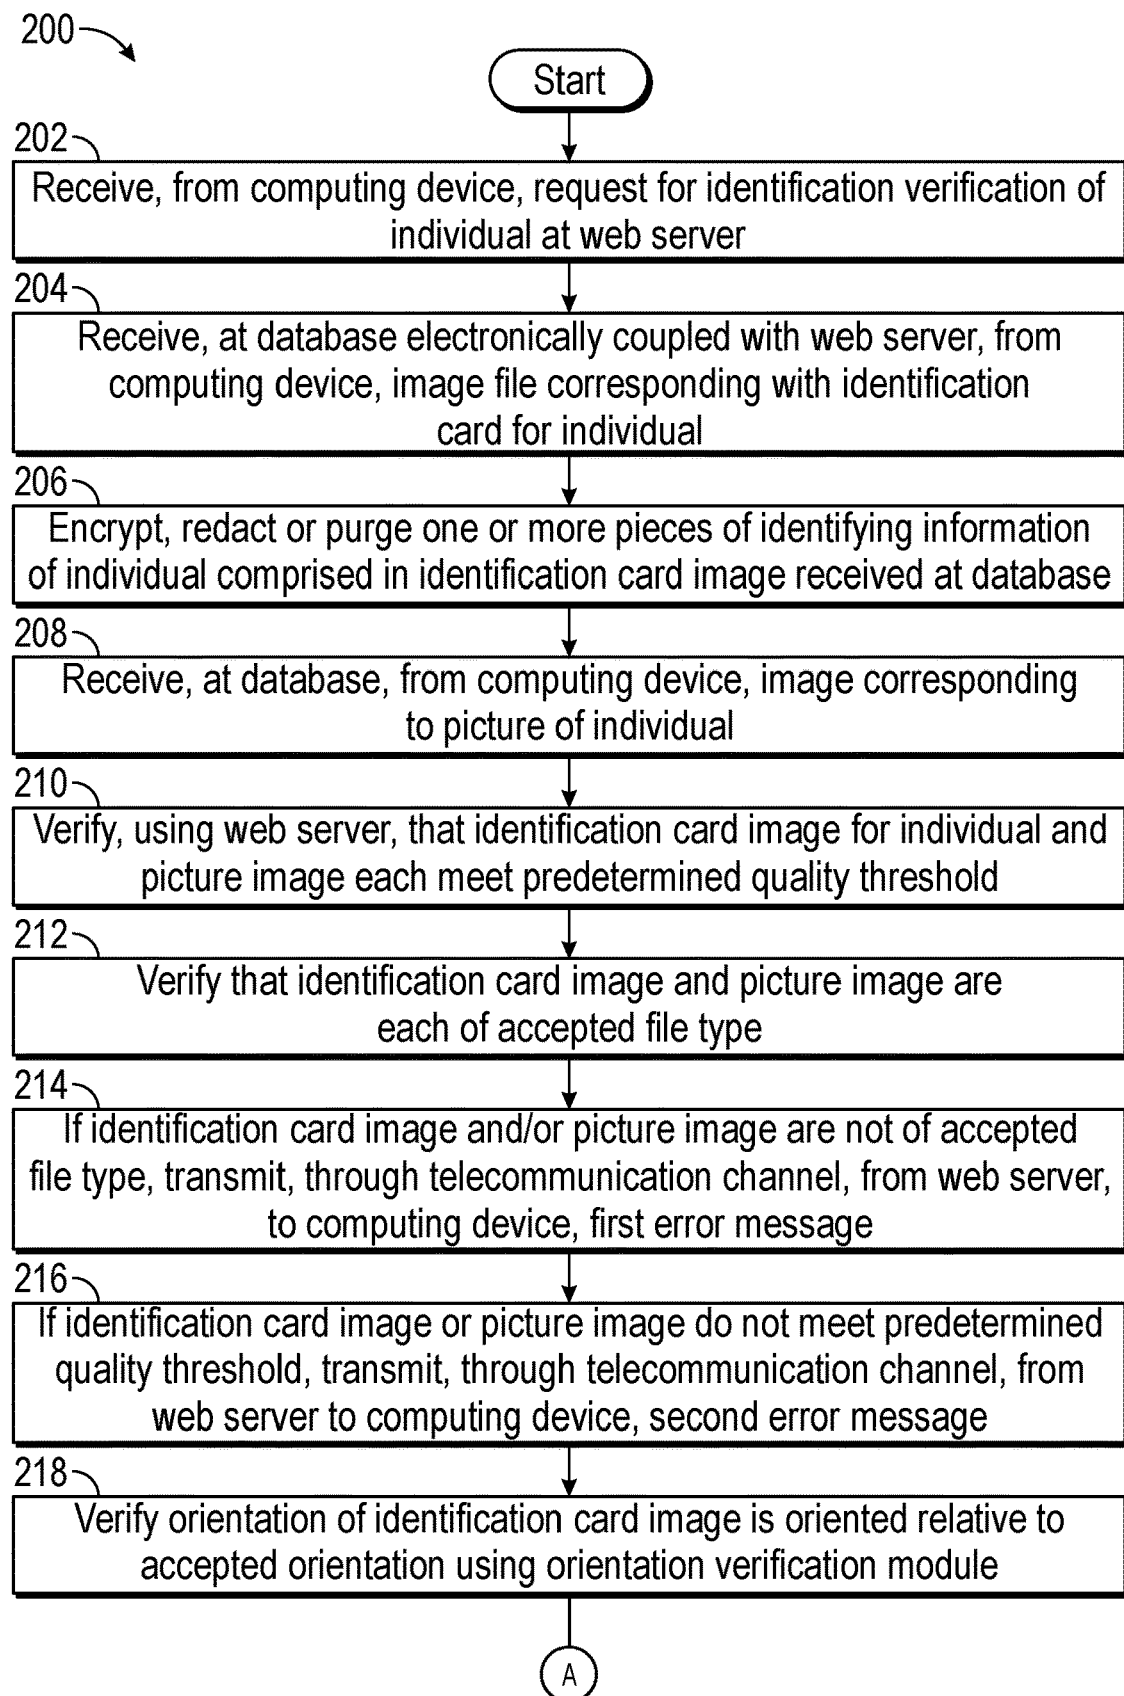 200
Start
202
Receive, from computing device, request for identification verification of
individual at web server
204
Receive, at database electronically coupled with web server, from
computing device, image file corresponding with identification
card for individual
206
Encrypt, redact or purge one or more pieces of identifying information
of individual comprised in identification card image received at database
208
Receive, at database, from computing device, image corresponding
to picture of individual
210
Verify, using web server, that identification card image for individual and
picture image each meet predetermined quality threshold
212
Verify that identification card image and picture image are
each of accepted file type
214
If identification card image and/or picture image are not of accepted
file type, transmit, through telecommunication channel, from web server,
to computing device, first error message
216
If identification card image or picture image do not meet predetermined
quality threshold, transmit, through telecommunication channel, from
web server to computing device, second error message
218
Verify orientation of identification card image is oriented relative to
accepted orientation using orientation verification module
A